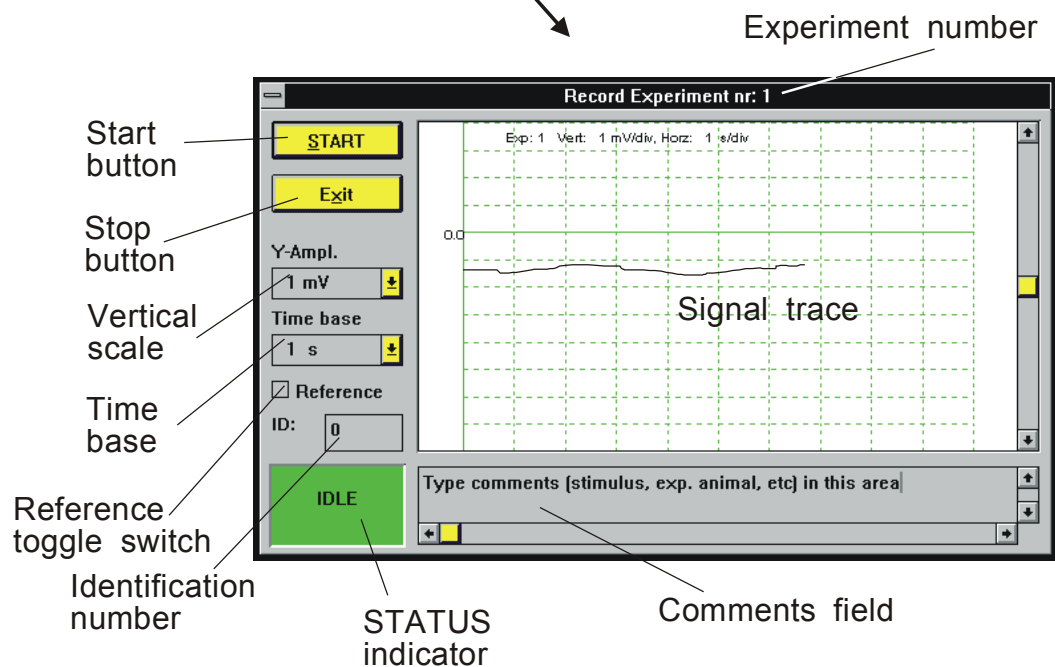 Experiment number
Record Experiment nr: 1
Start
button
START
Exp: 1 Vert: 1 mV/div, Horz: 1 s/div
Exit
Stop
button
0.0
Y-Ampl.
1 mV
Signal trace
Vertical
scale
Time base
1 s
Reference
Time
base
ID:
0
IDLE
Type comments (stimulus, exp. animal, etc) in this area
Reference
toggle switch
Identification
number
STATUS
indicator
Comments field